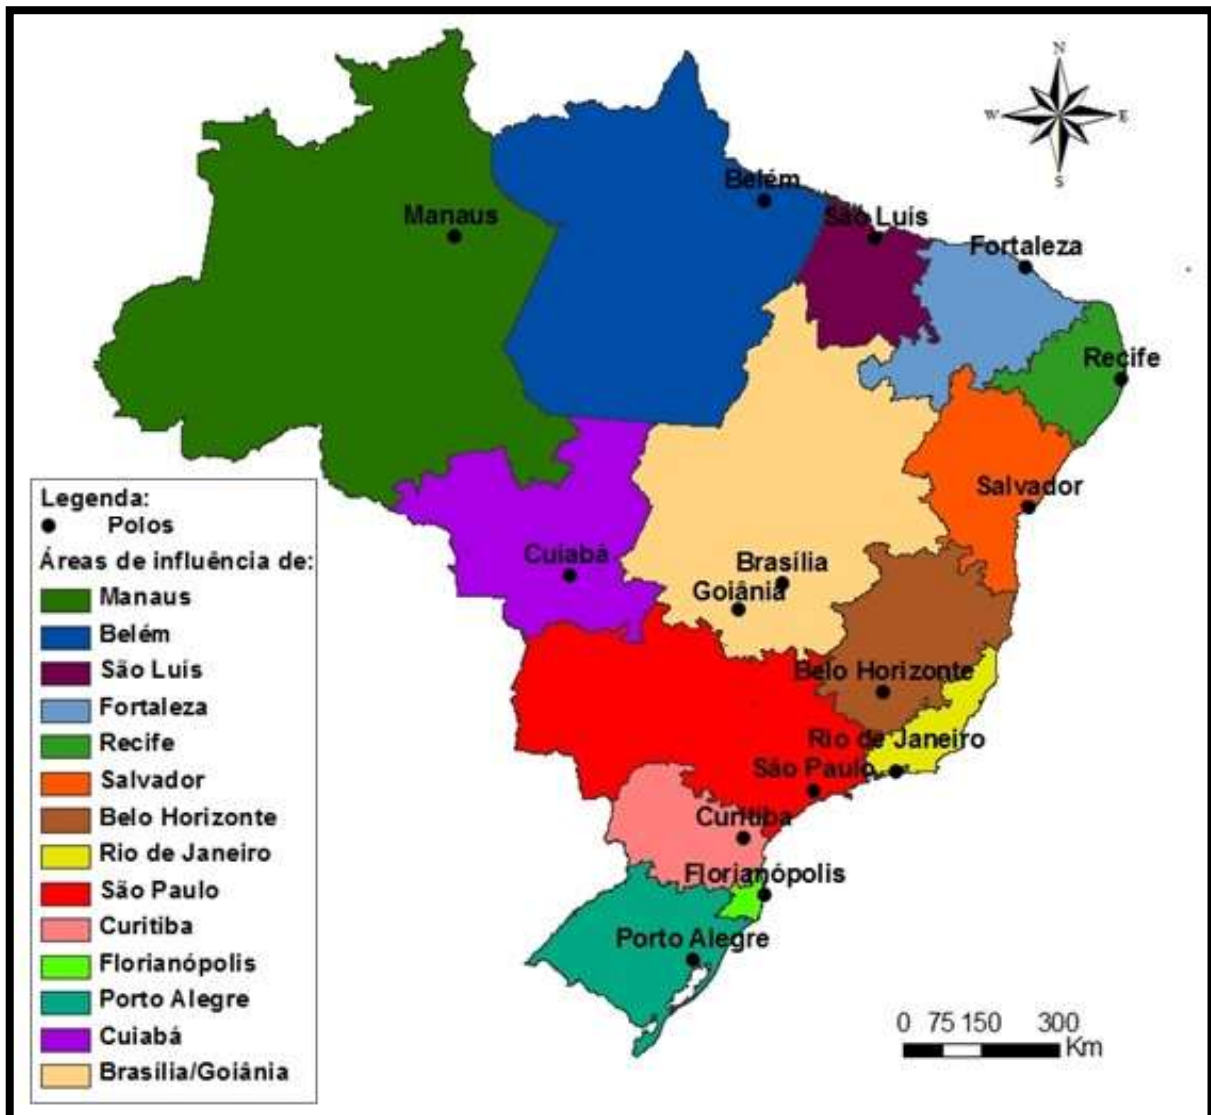 N
W
E
S
Belém
Manaus
São Luís
Fortaleza
Recife
Salvador
Cuiabá
Brasília
Goiânia
Belo Horizonte
Rio de Janeiro
São Paulo
Curitiba
Florianópolis
Porto Alegre
Legenda:
Polos
Áreas de influência de:
Manaus
Belém
São Luís
Fortaleza
Recife
Salvador
Belo Horizonte
Rio de Janeiro
São Paulo
Curitiba
Florianópolis
Porto Alegre
Cuiabá
Brasília/Goiânia
0 75 150 300
Km